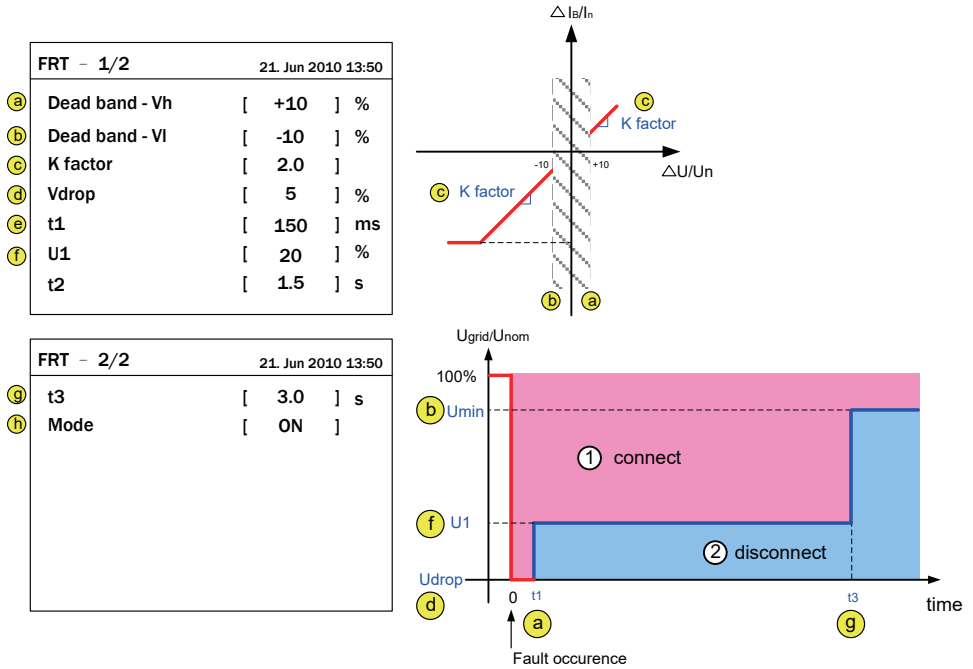 FRT - 1/2 21. Jun 2010 13:50
a Dead band - Vh [ +10 ] %
b Dead band - Vl [ -10 ] %
c K factor [ 2.0 ]
d Vdrop [ 5 ] %
e t1 [ 150 ] ms
f U1 [ 20 ] %
t2 [ 1.5 ] s
△ IB/In
c
K factor
-10 +10
△U/Un
c K factor
b a
FRT - 2/2 21. Jun 2010 13:50
g t3 [ 3.0 ] s
h Mode [ ON ]
Ugrid/Unom
100%
b Umin
1 connect
f U1
2 disconnect
Udrop
d
0 t1 t3 time
a g
Fault occurence